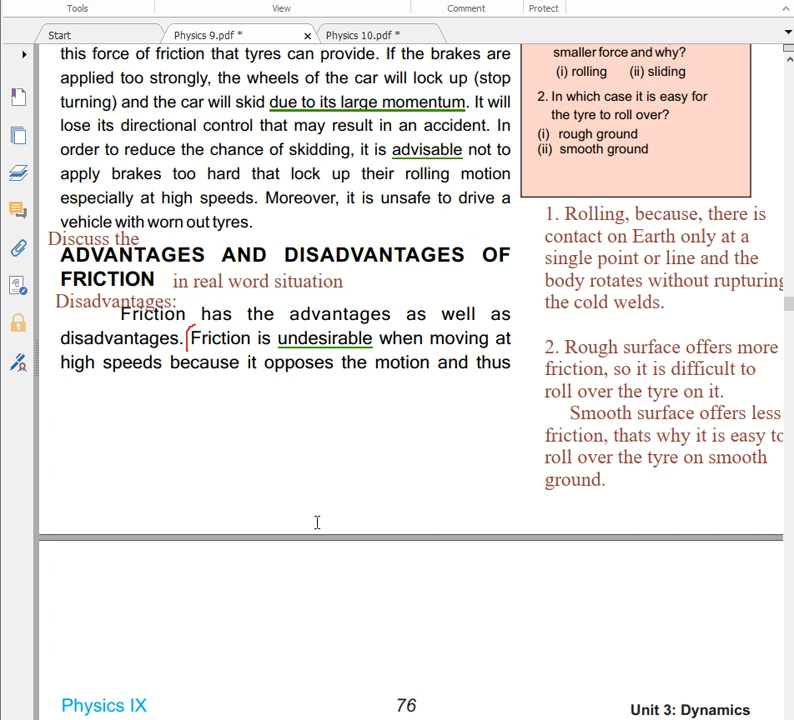 Tools View Comment Protect
Start Physics 9.pdf * × Physics 10.pdf *
this force of friction that tyres can provide. If the brakes are
applied too strongly, the wheels of the car will lock up (stop
turning) and the car will skid due to its large momentum. It will
lose its directional control that may result in an accident. In
order to reduce the chance of skidding, it is advisable not to
apply brakes too hard that lock up their rolling motion
especially at high speeds. Moreover, it is unsafe to drive a
vehicle with worn out tyres.
Discuss the
ADVANTAGES AND DISADVANTAGES OF
FRICTION in real word situation
Disadvantages:
Friction has the advantages as well as
disadvantages. Friction is undesirable when moving at
high speeds because it opposes the motion and thus
smaller force and why?
(i) rolling (ii) sliding
2. In which case it is easy for
the tyre to roll over?
(i) rough ground
(ii) smooth ground
1. Rolling, because, there is
contact on Earth only at a
single point or line and the
body rotates without rupturing
the cold welds.
2. Rough surface offers more
friction, so it is difficult to
roll over the tyre on it.
Smooth surface offers less
friction, thats why it is easy to
roll over the tyre on smooth
ground.
Physics IX 76 Unit 3: Dynamics